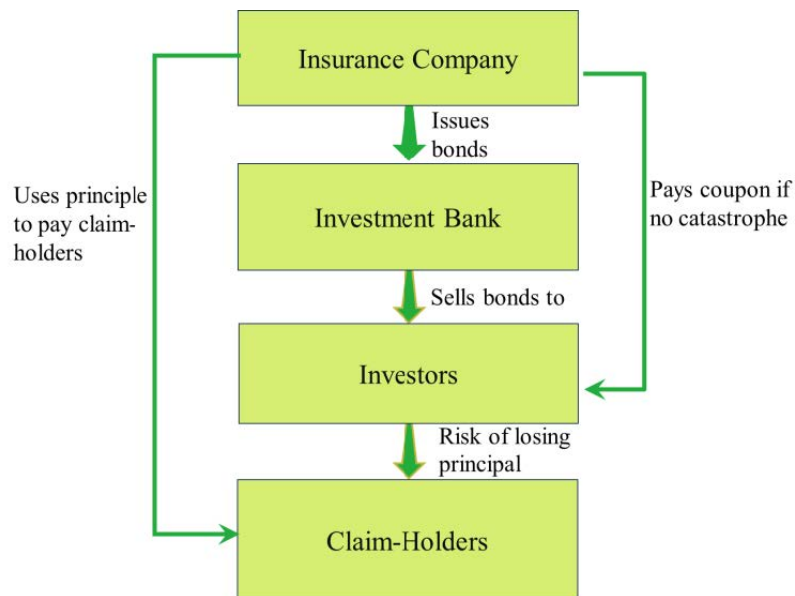 Insurance Company
Issues
bonds
Uses principle
to pay claim-
holders
Pays coupon if
no catastrophe
Investment Bank
Sells bonds to
Investors
Risk of losing
principal
Claim-Holders